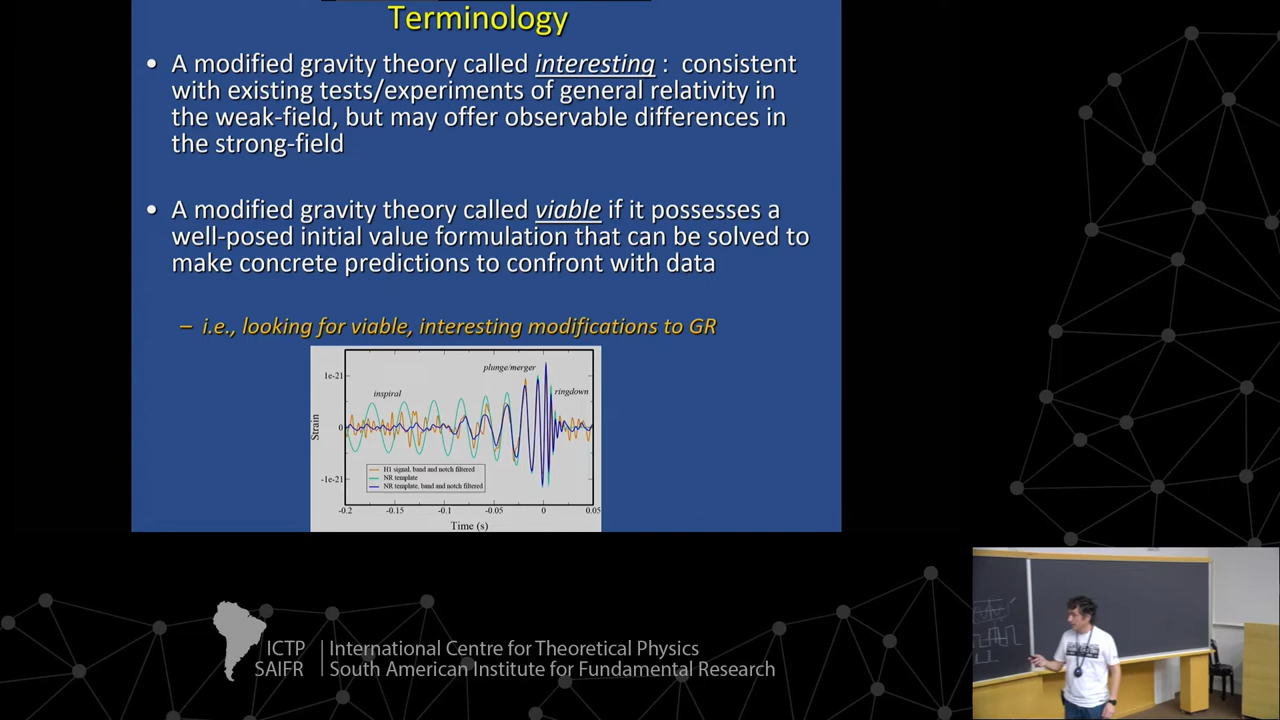 Terminology
• A modified gravity theory called interesting : consistent
with existing tests/experiments of general relativity in
the weak-field, but may offer observable differences in
the strong-field
• A modified gravity theory called viable if it possesses a
well-posed initial value formulation that can be solved to
make concrete predictions to confront with data
– i.e., looking for viable, interesting modifications to GR
plunge/merger
1e-21
inspiral
ringdown
Strain
0
H1 signal, band and notch filtered
NR template
NR template, band and notch filtered
-1e-21
-0.2 -0.15 -0.1 -0.05 0 0.05
Time (s)
ICTP
SAIFR
International Centre for Theoretical Physics
South American Institute for Fundamental Research